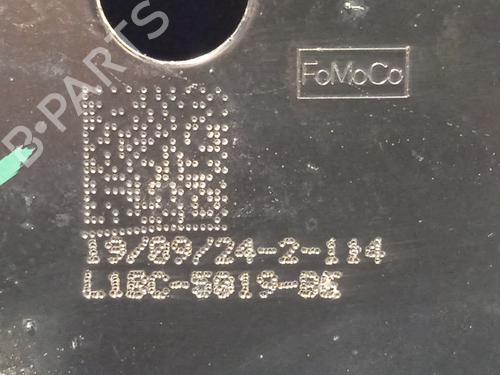 FoMoCo
B-PARTS
19/09/24-2-114
L1BC-5019-BE